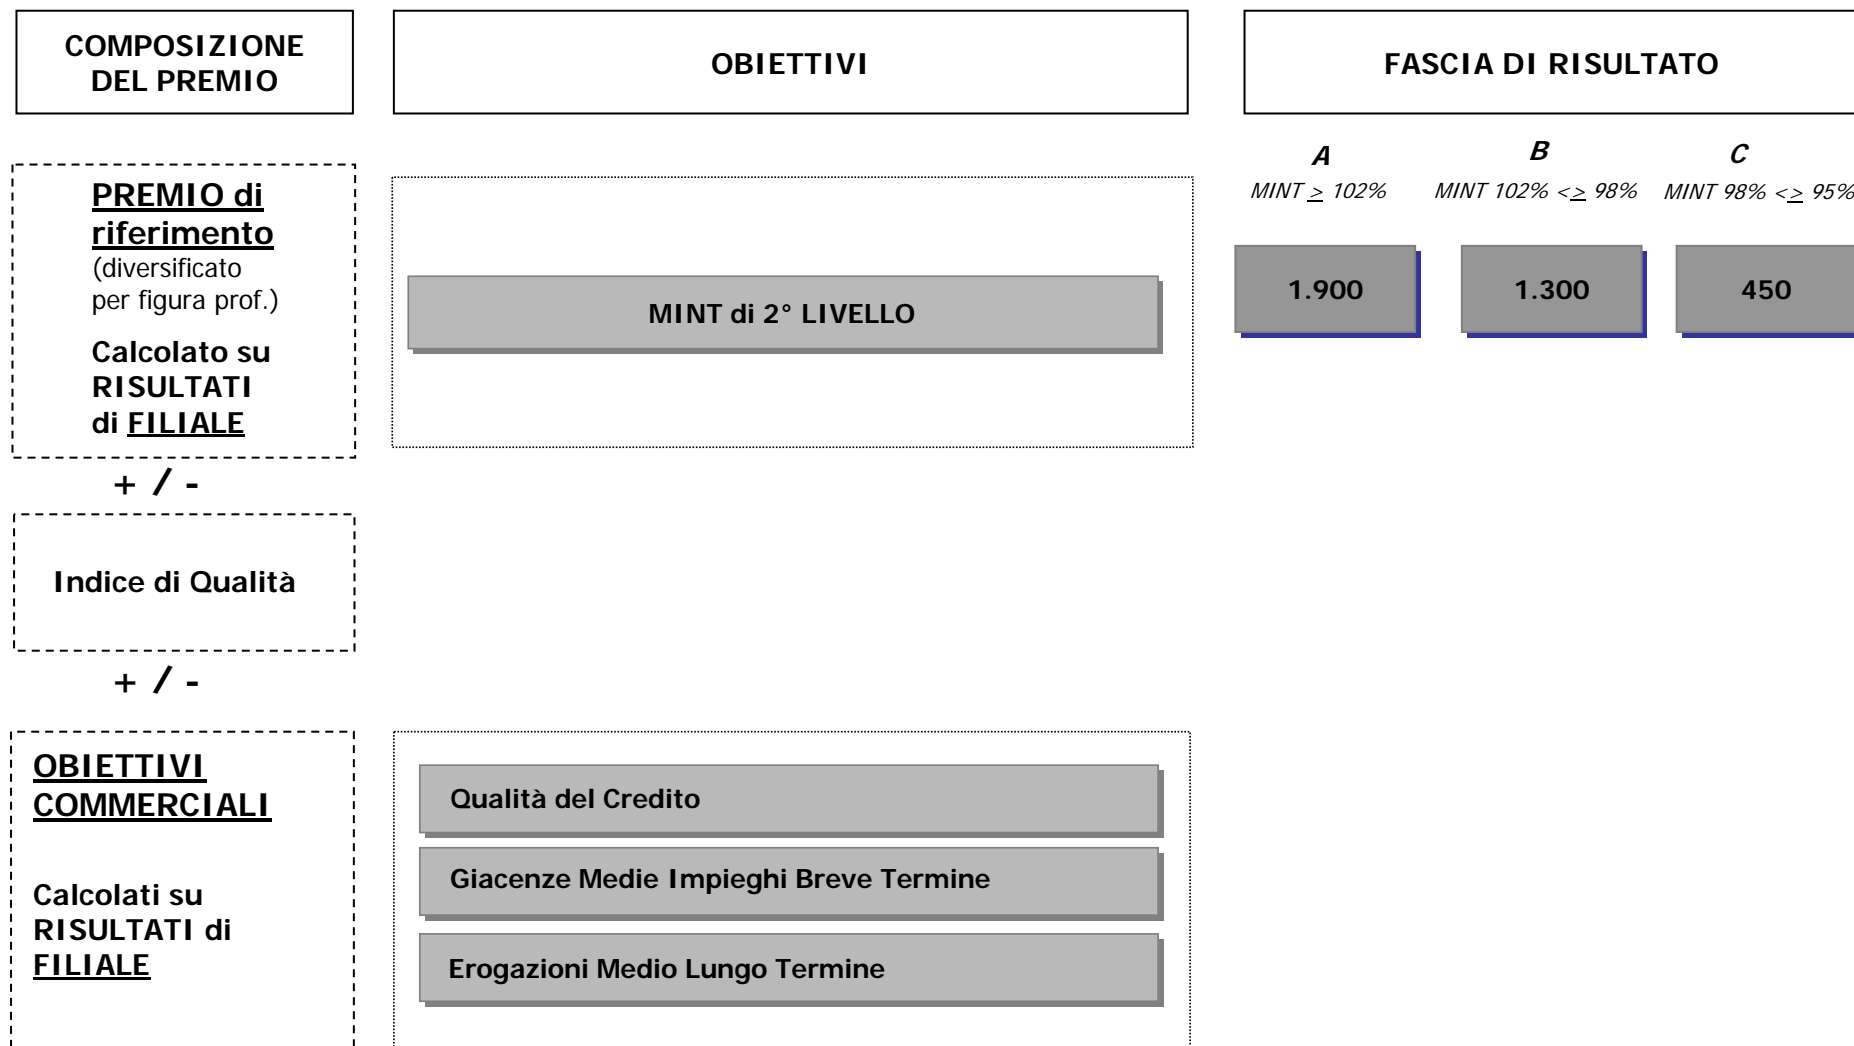 COMPOSIZIONE
DEL PREMIO
OBIETTIVI
FASCIA DI RISULTATO
A
B
C
MINT ≥ 102%
MINT 102% <≥ 98%
MINT 98% <≥ 95%
PREMIO di
riferimento
(diversificato
per figura prof.)
Calcolato su
RISULTATI
di FILIALE
MINT di 2° LIVELLO
1.900
1.300
450
+ / -
Indice di Qualità
+ / -
OBIETTIVI
COMMERCIALI
Calcolati su
RISULTATI di
FILIALE
Qualità del Credito
Giacenze Medie Impieghi Breve Termine
Erogazioni Medio Lungo Termine